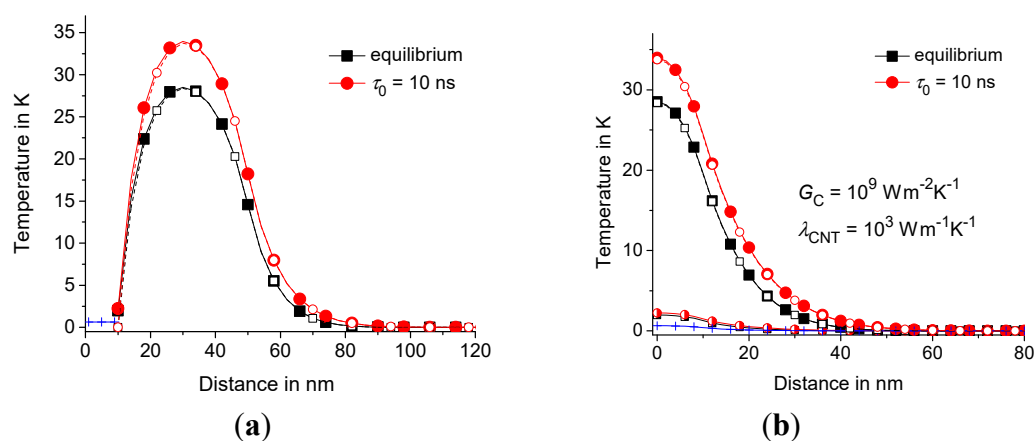 Temperature in K
35
30
25
20
15
10
5
0
equilibrium
τ0 = 10 ns
0 20 40 60 80 100 120
Distance in nm
(a)
Temperature in K
30
20
10
0
equilibrium
τ0 = 10 ns
GC = 10⁹ Wm⁻²K⁻¹
λCNT = 10³ Wm⁻¹K⁻¹
0 20 40 60 80
Distance in nm
(b)